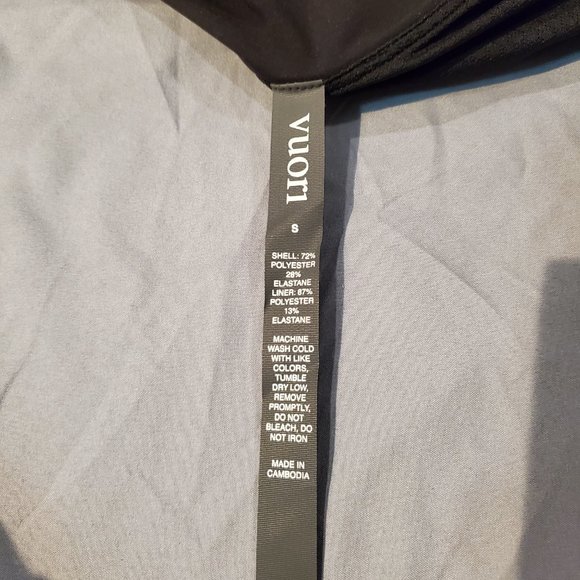 vuori
S
SHELL: 72%
POLYESTER
28%
ELASTANE
LINER: 87%
POLYESTER
13%
ELASTANE
MACHINE
WASH COLD
WITH LIKE
COLORS,
TUMBLE
DRY LOW,
REMOVE
PROMPTLY,
DO NOT
BLEACH, DO
NOT IRON
MADE IN
CAMBODIA